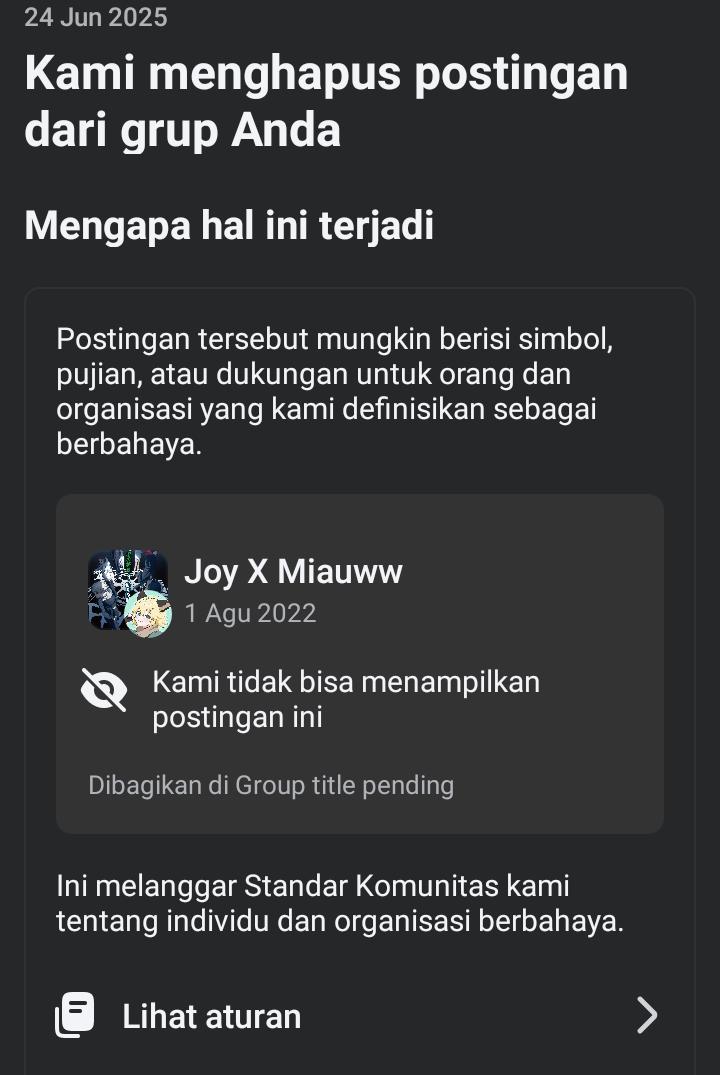 24 Jun 2025
Kami menghapus postingan
dari grup Anda
Mengapa hal ini terjadi
Postingan tersebut mungkin berisi simbol,
pujian, atau dukungan untuk orang dan
organisasi yang kami definisikan sebagai
berbahaya.
Joy X Miauww
1 Agu 2022
Kami tidak bisa menampilkan
postingan ini
Dibagikan di Group title pending
Ini melanggar Standar Komunitas kami
tentang individu dan organisasi berbahaya.
Lihat aturan